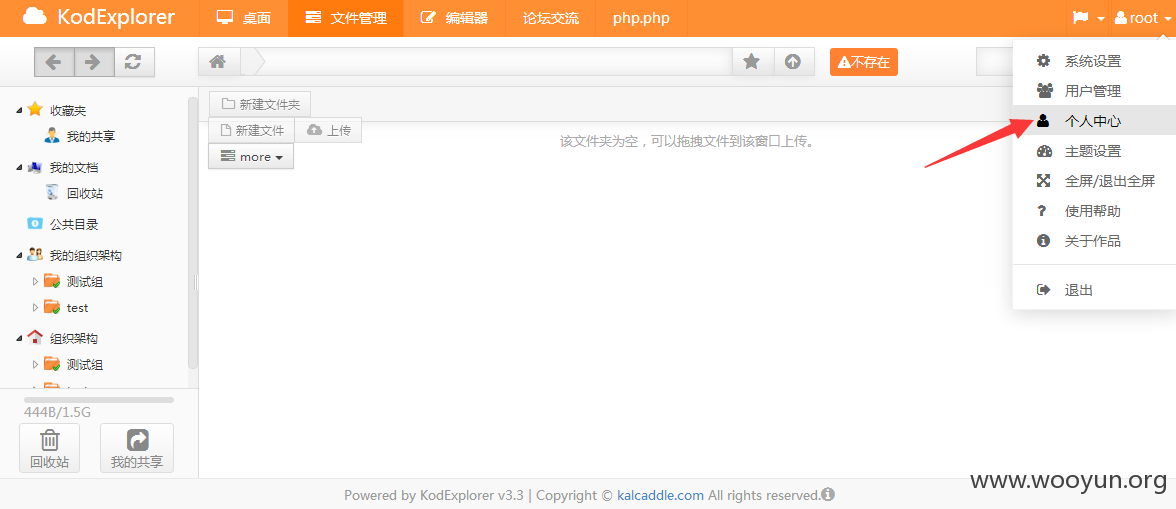 KodExplorer 桌面 文件管理 编辑器 论坛交流 php.php root
不存在
系统设置
用户管理
个人中心
主题设置
全屏/退出全屏
使用帮助
关于作品
退出
收藏夹
我的共享
我的文档
回收站
公共目录
我的组织架构
测试组
test
组织架构
测试组
444B/1.5G
回收站 我的共享
新建文件夹
新建文件 上传
more
该文件夹为空，可以拖拽文件到该窗口上传。
www.wooyun.org
Powered by KodExplorer v3.3 | Copyright © kalcaddle.com All rights reserved.